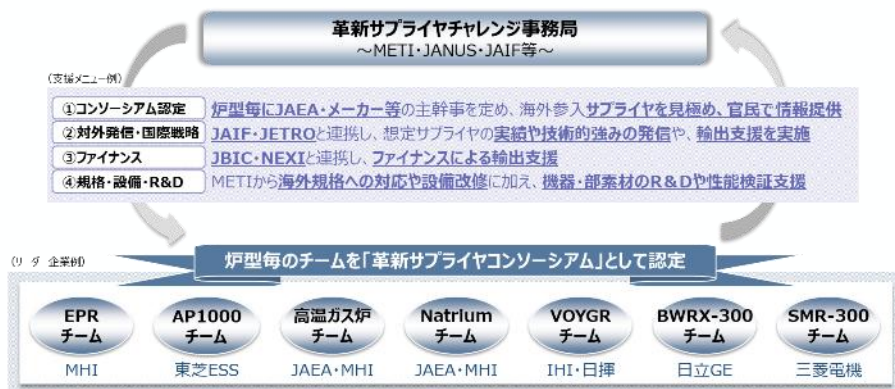 革新サプライヤチャレンジ事務局
～METI・JANUS・JAIF等～
(支援メニュー例)
①コンソーシアム認定 炉型毎にJAEA・メーカー等の主幹事を定め、海外参入サプライヤを見極め、官民で情報提供
②対外発信・国際戦略 JAIF・JETROと連携し、想定サプライヤの実績や技術的強みの発信や、輸出支援を実施
③ファイナンス JBIC・NEXIと連携し、ファイナンスによる輸出支援
④規格・設備・R&D METIから海外規格への対応や設備改修に加え、機器・部素材のR&Dや性能検証支援
(リ ダ 企業例)
炉型毎のチームを「革新サプライヤコンソーシアム」として認定
EPR チーム MHI
AP1000 チーム 東芝ESS
高温ガス炉 チーム JAEA・MHI
Natrium チーム JAEA・MHI
VOYGR チーム IHI・日揮
BWRX-300 チーム 日立GE
SMR-300 チーム 三菱電機